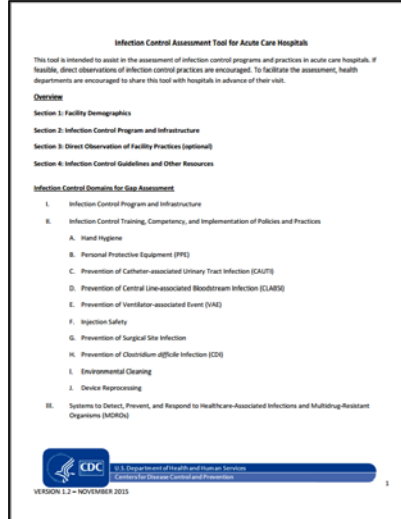 Infection Control Assessment Tool for Acute Care Hospitals
This tool is intended to assist in the assessment of infection control programs and practices in acute care hospitals. If
feasible, direct observations of infection control practices are encouraged. To facilitate the assessment, health
departments are encouraged to share this tool with hospitals in advance of their visit.
Overview
Section 1: Facility Demographics
Section 2: Infection Control Program and Infrastructure
Section 3: Direct Observation of Facility Practices (optional)
Section 4: Infection Control Guidelines and Other Resources
Infection Control Domains for Gap Assessment
I. Infection Control Program and Infrastructure
II. Infection Control Training, Competency, and Implementation of Policies and Practices
A. Hand Hygiene
B. Personal Protective Equipment (PPE)
C. Prevention of Catheter-associated Urinary Tract Infection (CAUTI)
D. Prevention of Central Line-associated Bloodstream Infection (CLABSI)
E. Prevention of Ventilator-associated Event (VAE)
F. Injection Safety
G. Prevention of Surgical Site Infection
H. Prevention of Clostridium difficile Infection (CDI)
I. Environmental Cleaning
J. Device Reprocessing
III. Systems to Detect, Prevent, and Respond to Healthcare-Associated Infections and Multidrug-Resistant
Organisms (MDROs)
CDC
U.S. Department of Health and Human Services
Centers for Disease Control and Prevention
1
VERSION 1.2 – NOVEMBER 2015